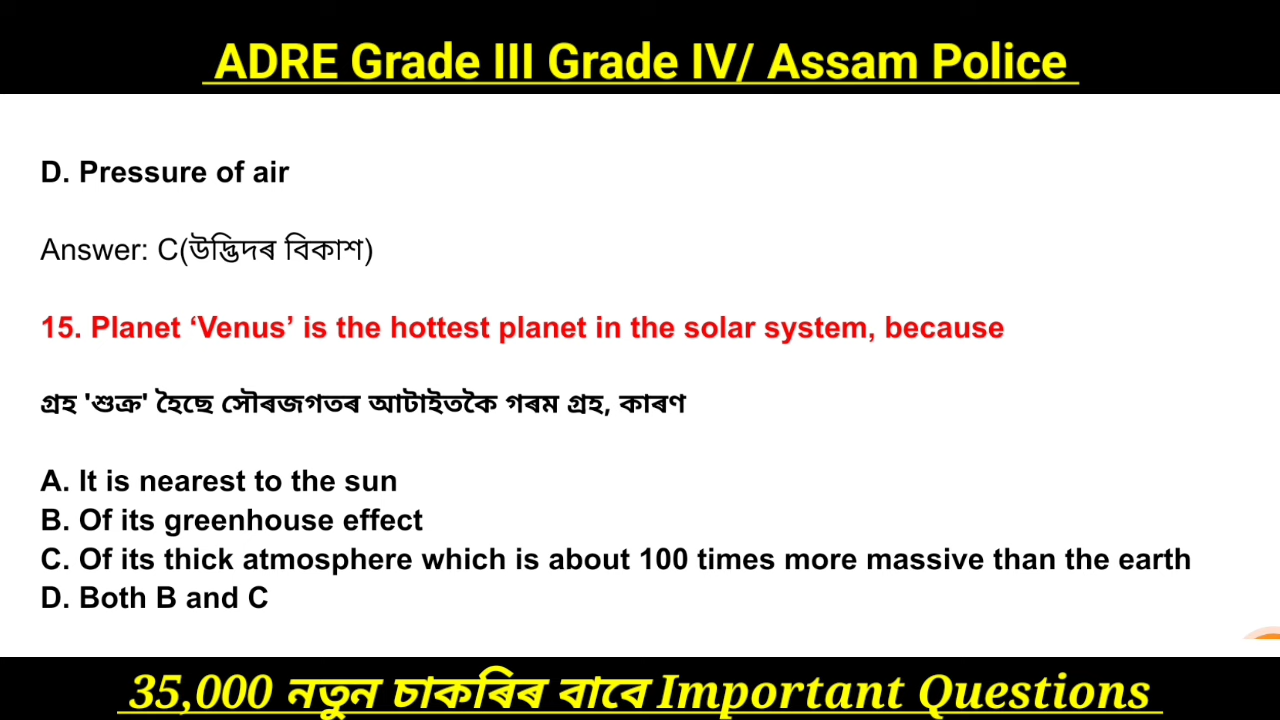 ADRE Grade III Grade IV/ Assam Police
D. Pressure of air
Answer: C(উদ্ভিদৰ বিকাশ)
15. Planet ‘Venus’ is the hottest planet in the solar system, because
গ্ৰহ 'শুক্ৰ' হৈছে সৌৰজগতৰ আটাইতকৈ গৰম গ্ৰহ, কাৰণ
A. It is nearest to the sun
B. Of its greenhouse effect
C. Of its thick atmosphere which is about 100 times more massive than the earth
D. Both B and C
35,000 নতুন চাকৰিৰ বাবে Important Questions